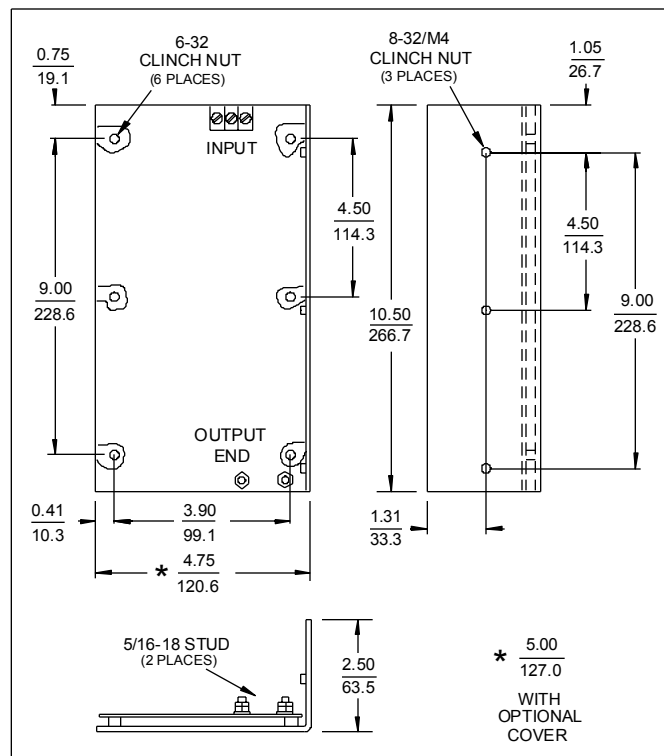 0.75
19.1
6-32
CLINCH NUT
(6 PLACES)
8-32/M4
CLINCH NUT
(3 PLACES)
1.05
26.7
INPUT
4.50
114.3
4.50
114.3
9.00
228.6
10.50
266.7
9.00
228.6
OUTPUT
END
0.41
10.3
3.90
99.1
1.31
33.3
* 4.75
120.6
5/16-18 STUD
(2 PLACES)
2.50
63.5
* 5.00
127.0
WITH
OPTIONAL
COVER